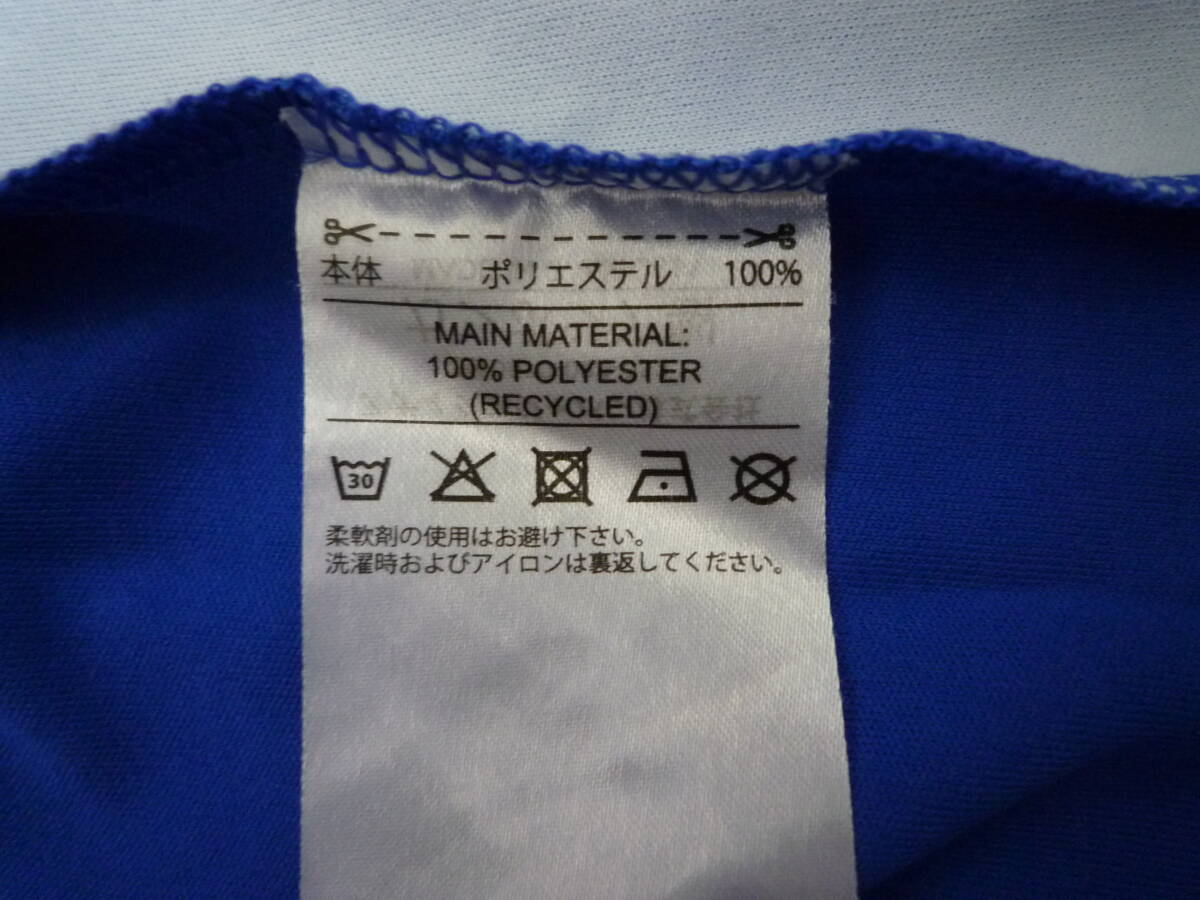 本体 ポリエステル 100%
MAIN MATERIAL:
100% POLYESTER
(RECYCLED)
30
柔軟剤の使用はお避け下さい。
洗濯時およびアイロンは裏返してください。